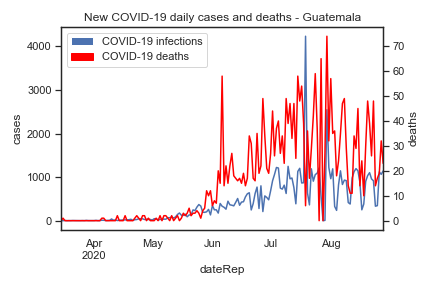 New COVID-19 daily cases and deaths - Guatemala
COVID-19 infections
COVID-19 deaths
cases
4000
3000
2000
1000
0
deaths
70
60
50
40
30
20
10
0
Apr
2020
May
Jun
Jul
Aug
dateRep